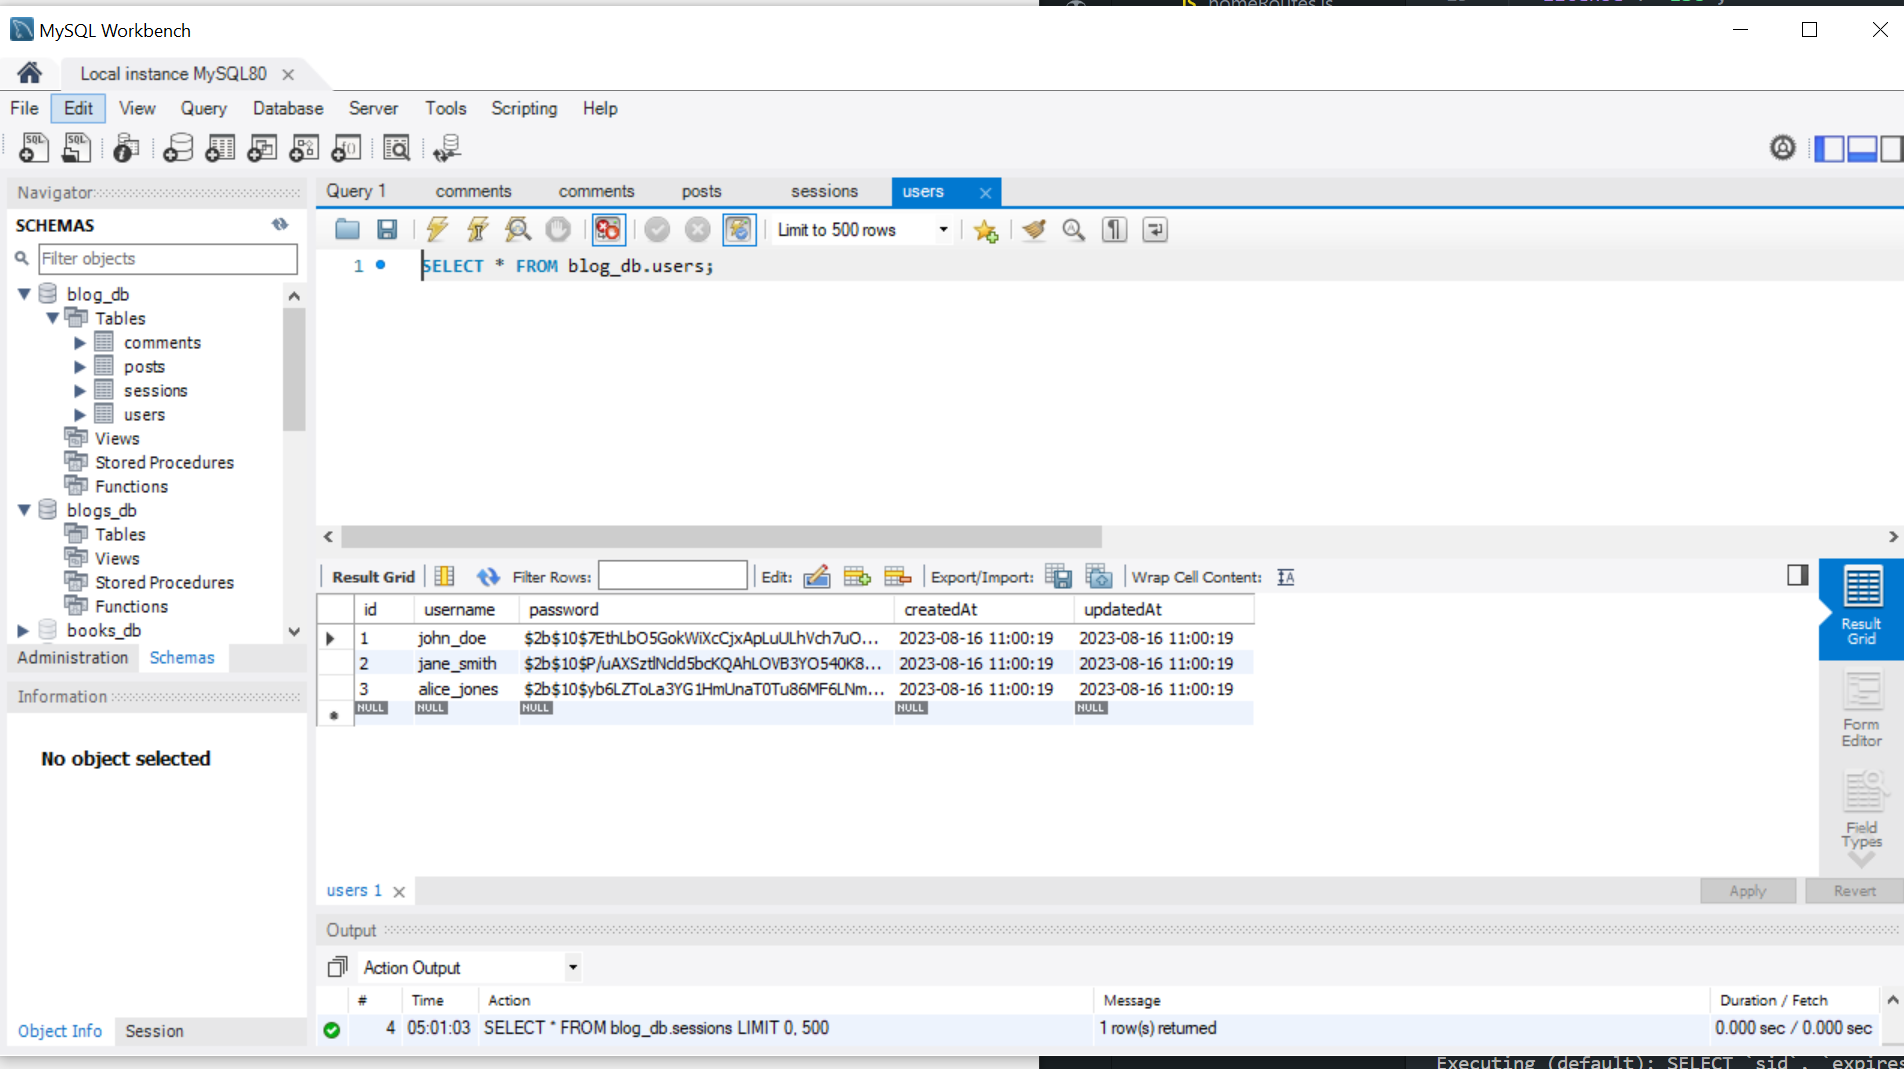 homeRoutes.js
MySQL Workbench
Local instance MySQL80
File Edit View Query Database Server Tools Scripting Help
Navigator
Query 1 comments comments posts sessions users
SCHEMAS
Limit to 500 rows
Filter objects
1 SELECT * FROM blog_db.users;
blog_db
Tables
comments
posts
sessions
users
Views
Stored Procedures
Functions
blogs_db
Tables
Views
Stored Procedures
Functions
books_db
Administration Schemas
Information
No object selected
Object Info Session
Result Grid Filter Rows: Edit: Export/Import: Wrap Cell Content:
id username password createdAt updatedAt
1 john_doe $2b$10$7EthLbO5GokWiXcCjxApLuULhVch7uO... 2023-08-16 11:00:19 2023-08-16 11:00:19
2 jane_smith $2b$10$P/uAXSztlNcld5bcKQAhLOVB3YO540K8... 2023-08-16 11:00:19 2023-08-16 11:00:19
3 alice_jones $2b$10$yb6LZToLa3YG1HmUnaT0Tu86MF6LNm... 2023-08-16 11:00:19 2023-08-16 11:00:19
NULL NULL NULL NULL NULL
Result
Grid
Form
Editor
Field
Types
users 1
Apply Revert
Output
Action Output
# Time Action Message Duration / Fetch
4 05:01:03 SELECT * FROM blog_db.sessions LIMIT 0, 500 1 row(s) returned 0.000 sec / 0.000 sec
Executing (default): SELECT `sid`, `expires